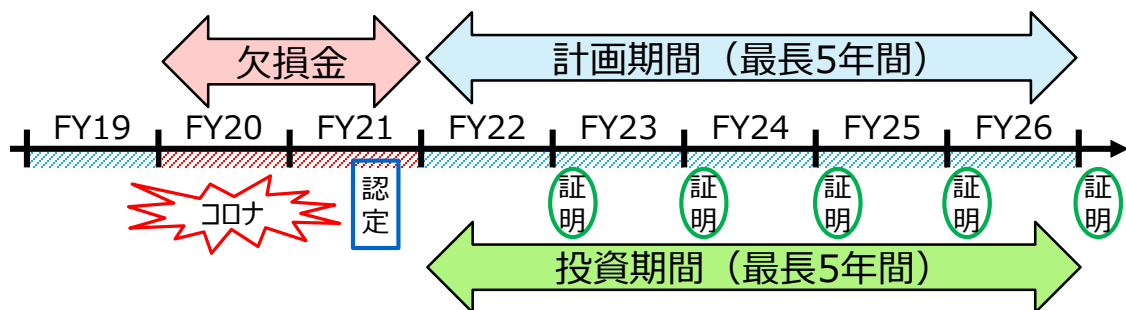 欠損金
計画期間（最長5年間）
FY19 FY20 FY21 FY22 FY23 FY24 FY25 FY26
コロナ
認定
証明
証明
証明
証明
証明
投資期間（最長5年間）